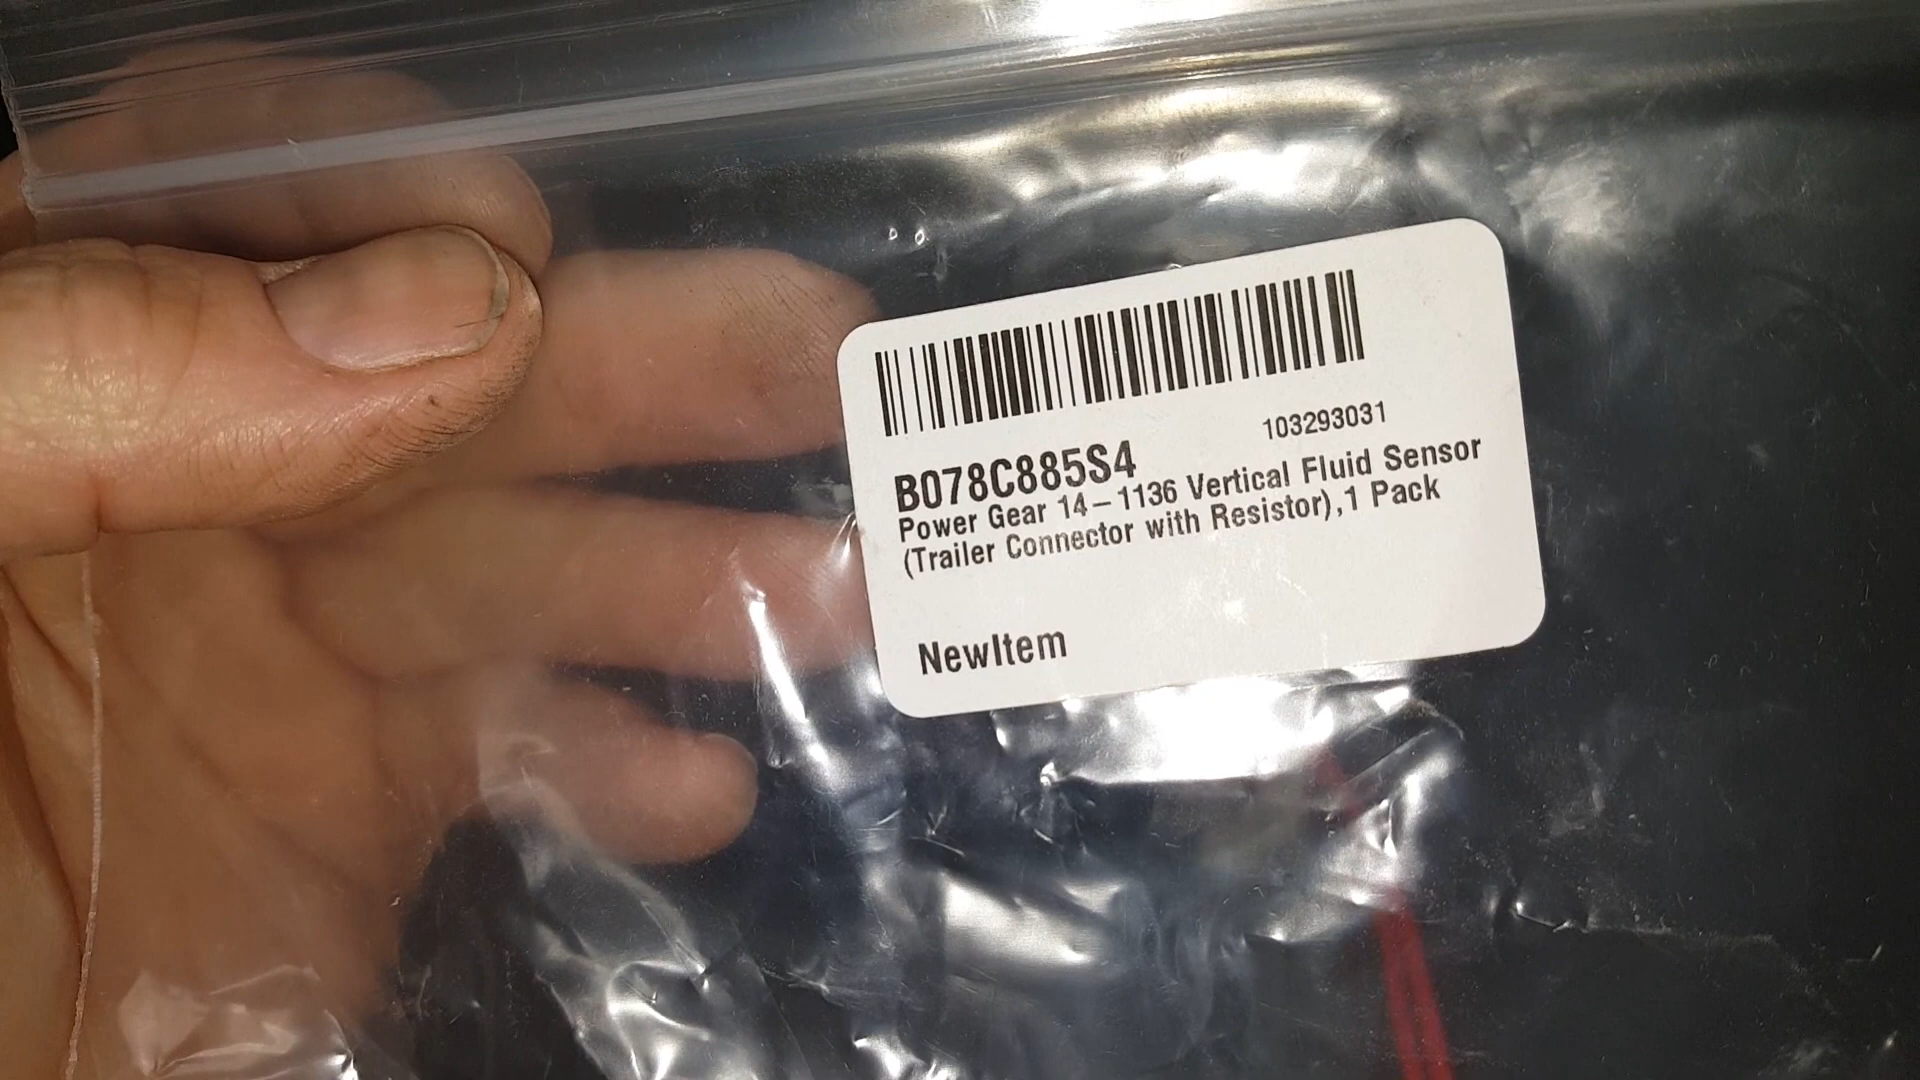 103293031
B078C885S4
Power Gear 14-1136 Vertical Fluid Sensor
(Trailer Connector with Resistor),1 Pack
NewItem